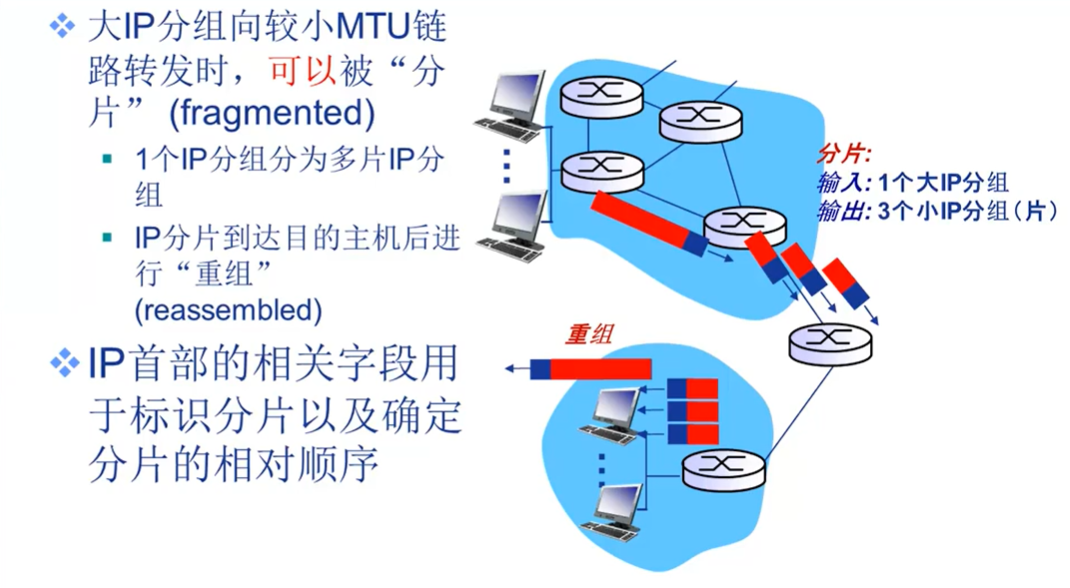 大IP分组向较小MTU链
路转发时，可以被“分
片” (fragmented)
1个IP分组分为多片IP分
组
IP分片到达目的主机后进
行“重组”
(reassembled)
IP首部的相关字段用
于标识分片以及确定
分片的相对顺序
分片:
输入: 1个大IP分组
输出: 3个小IP分组（片）
重组